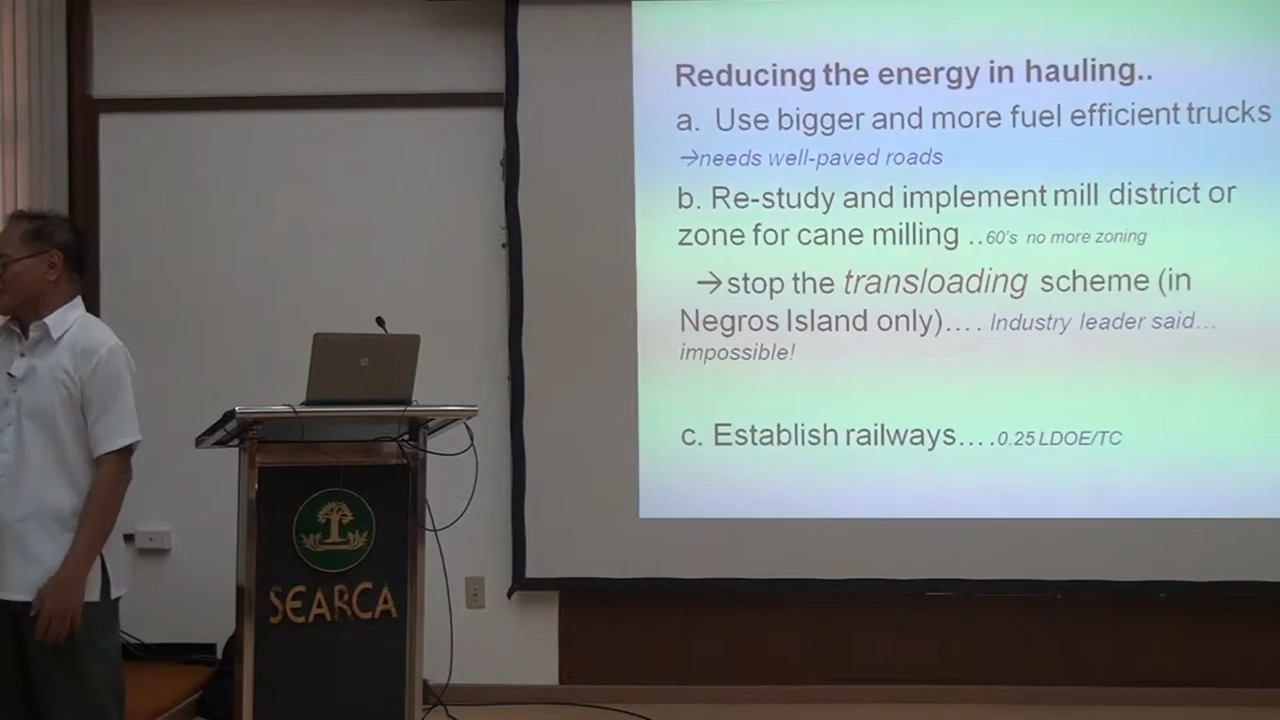 Reducing the energy in hauling..
a. Use bigger and more fuel efficient trucks
→needs well-paved roads
b. Re-study and implement mill district or
zone for cane milling ..60's no more zoning
→stop the transloading scheme (in
Negros Island only).... Industry leader said...
impossible!
c. Establish railways....0.25 LDOE/TC
SEARCA